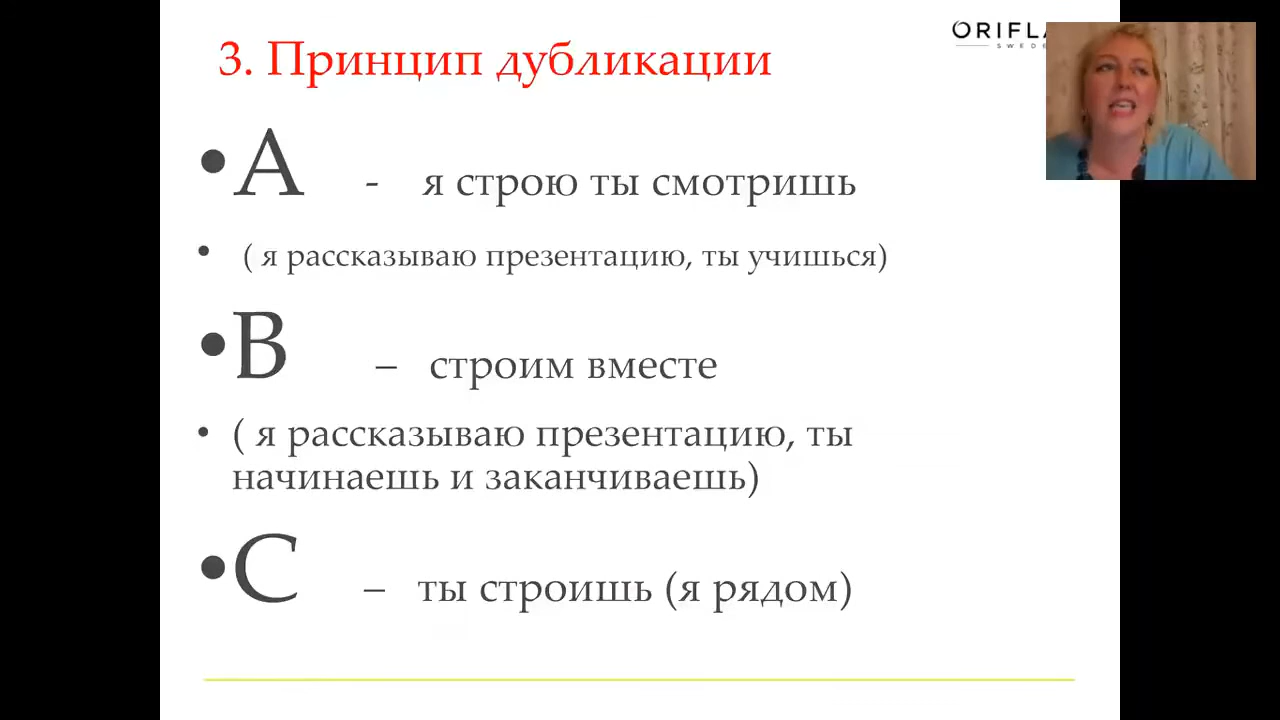 3. Принцип дубликации
ORIFLA
SWEDE
•А - я строю ты смотришь
• ( я рассказываю презентацию, ты учишься)
•В – строим вместе
• ( я рассказываю презентацию, ты
начинаешь и заканчиваешь)
•С – ты строишь (я рядом)